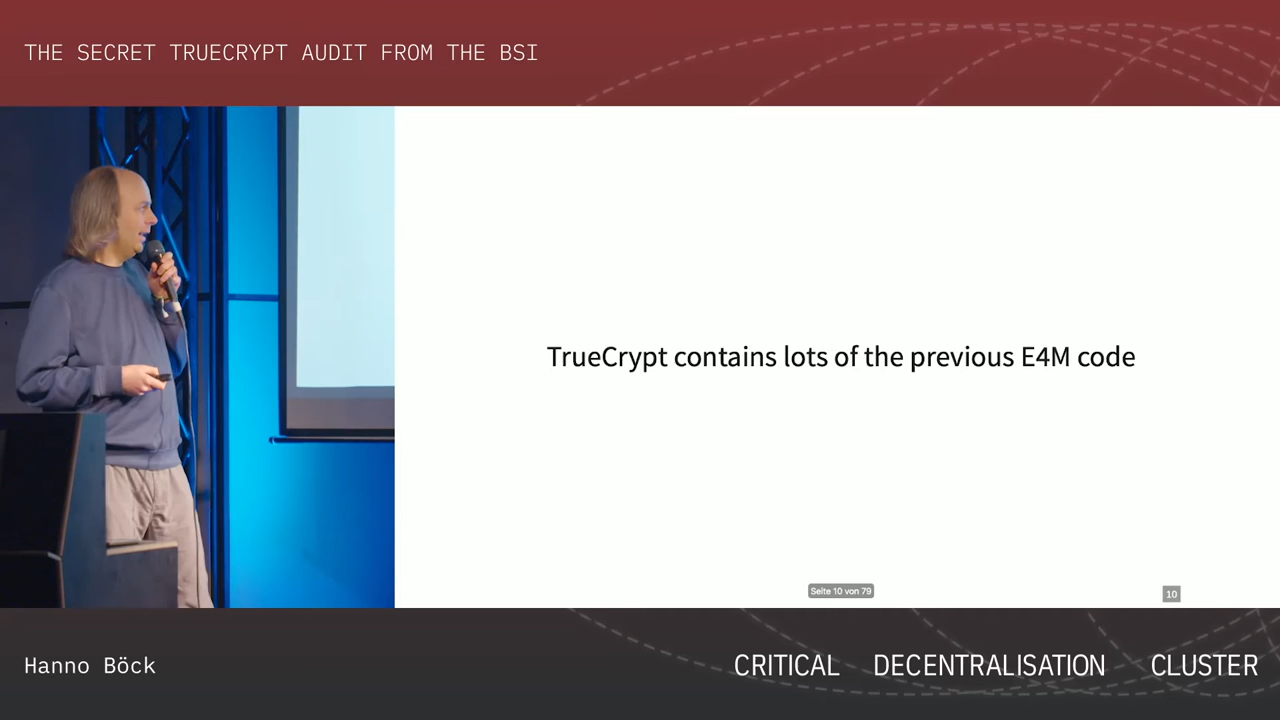 THE SECRET TRUECRYPT AUDIT FROM THE BSI
TrueCrypt contains lots of the previous E4M code
Seite 10 von 79
10
Hanno Böck
CRITICAL DECENTRALISATION CLUSTER